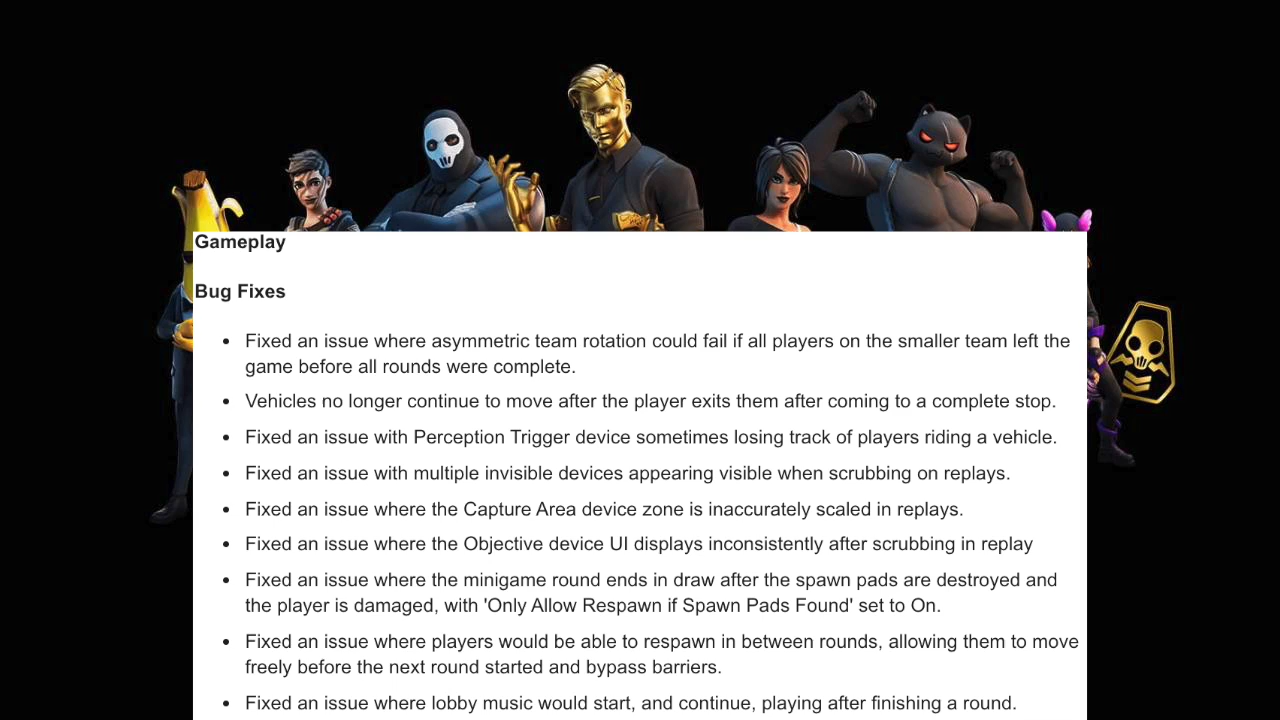 Gameplay
Bug Fixes
• Fixed an issue where asymmetric team rotation could fail if all players on the smaller team left the
game before all rounds were complete.
• Vehicles no longer continue to move after the player exits them after coming to a complete stop.
• Fixed an issue with Perception Trigger device sometimes losing track of players riding a vehicle.
• Fixed an issue with multiple invisible devices appearing visible when scrubbing on replays.
• Fixed an issue where the Capture Area device zone is inaccurately scaled in replays.
• Fixed an issue where the Objective device UI displays inconsistently after scrubbing in replay
• Fixed an issue where the minigame round ends in draw after the spawn pads are destroyed and
the player is damaged, with 'Only Allow Respawn if Spawn Pads Found' set to On.
• Fixed an issue where players would be able to respawn in between rounds, allowing them to move
freely before the next round started and bypass barriers.
• Fixed an issue where lobby music would start, and continue, playing after finishing a round.